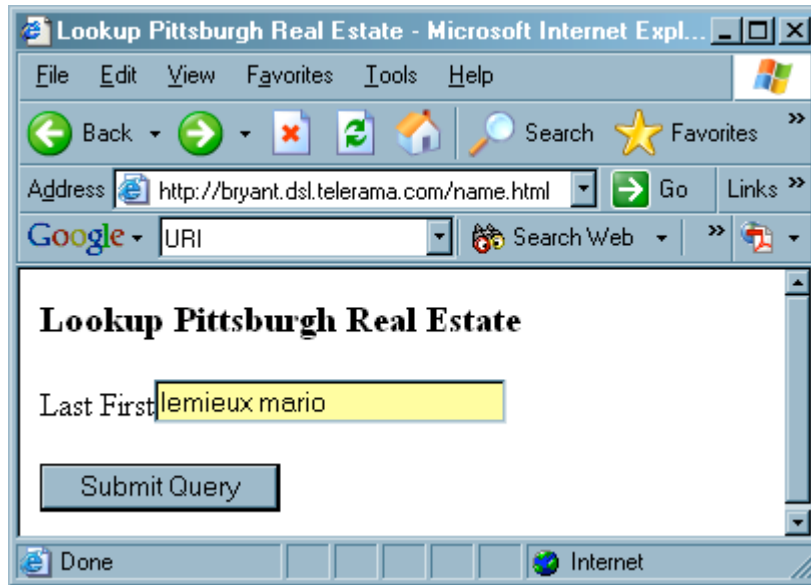 Lookup Pittsburgh Real Estate - Microsoft Internet Expl...
File Edit View Favorites Tools Help
Back Search Favorites »
Address http://bryant.dsl.telerama.com/name.html Go Links »
Google URI Search Web »
Lookup Pittsburgh Real Estate
Last First lemieux mario
Submit Query
Done Internet